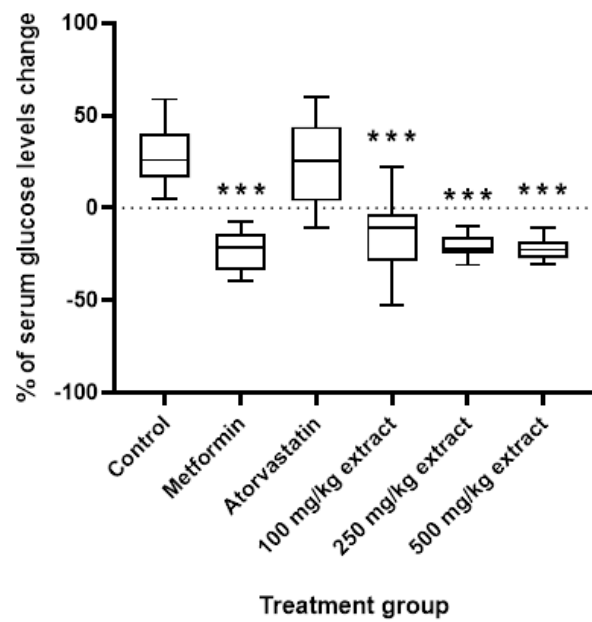 % of serum glucose levels change
100
50
0
-50
-100
***
***
***
***
Control
Metformin
Atorvastatin
100 mg/kg extract
250 mg/kg extract
500 mg/kg extract
Treatment group